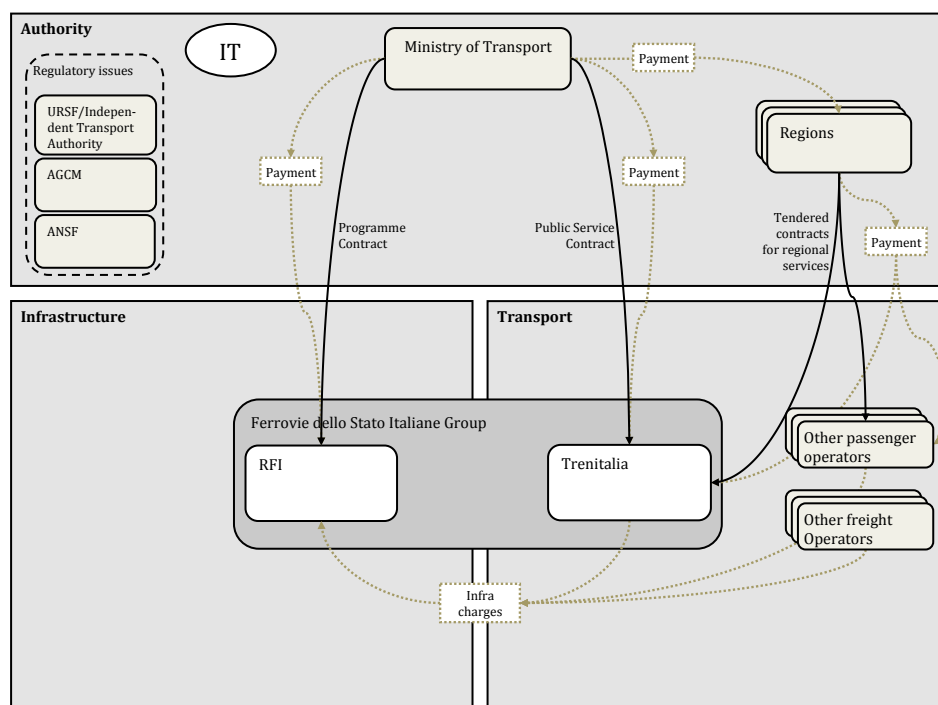 Authority
IT
Ministry of Transport
Payment
Regulatory issues
URSF/Indepen-
dent Transport
Authority
AGCM
ANSF
Regions
Payment
Payment
Programme
Contract
Public Service
Contract
Tendered
contracts
for regional
services
Payment
Infrastructure
Transport
Ferrovie dello Stato Italiane Group
RFI
Trenitalia
Other passenger
operators
Other freight
Operators
Infra
charges